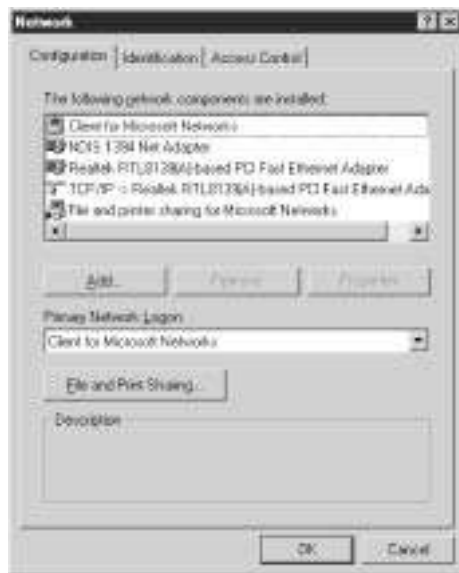 Network
Configuration Identification Access Control
The following network components are installed:
Client for Microsoft Networks
NDIS 1394 Net Adapter
Realtek RTL8139(A)-based PCI Fast Ethernet Adapter
TCP/IP -> Realtek RTL8139(A)-based PCI Fast Ethernet Ada
File and printer sharing for Microsoft Networks
Add... Remove Properties
Primary Network Logon:
Client for Microsoft Networks
File and Print Sharing...
Description
OK Cancel